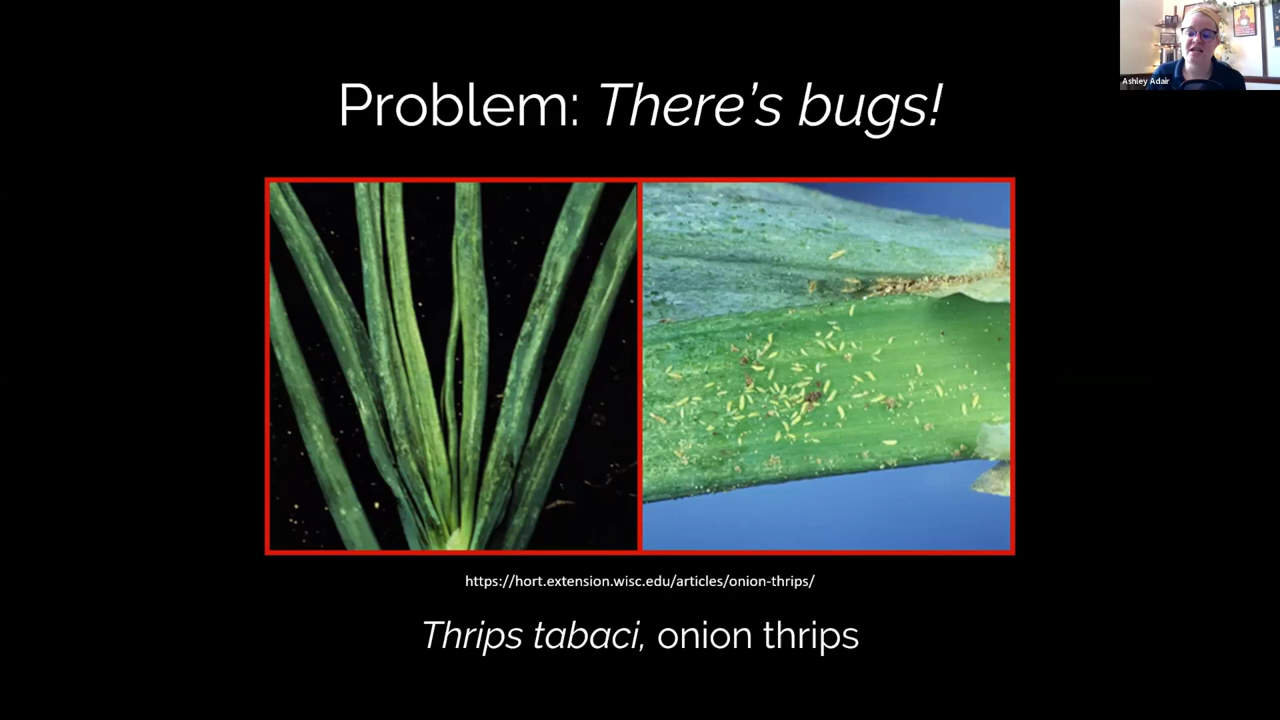 Ashley Adair
Problem: There's bugs!
https://hort.extension.wisc.edu/articles/onion-thrips/
Thrips tabaci, onion thrips